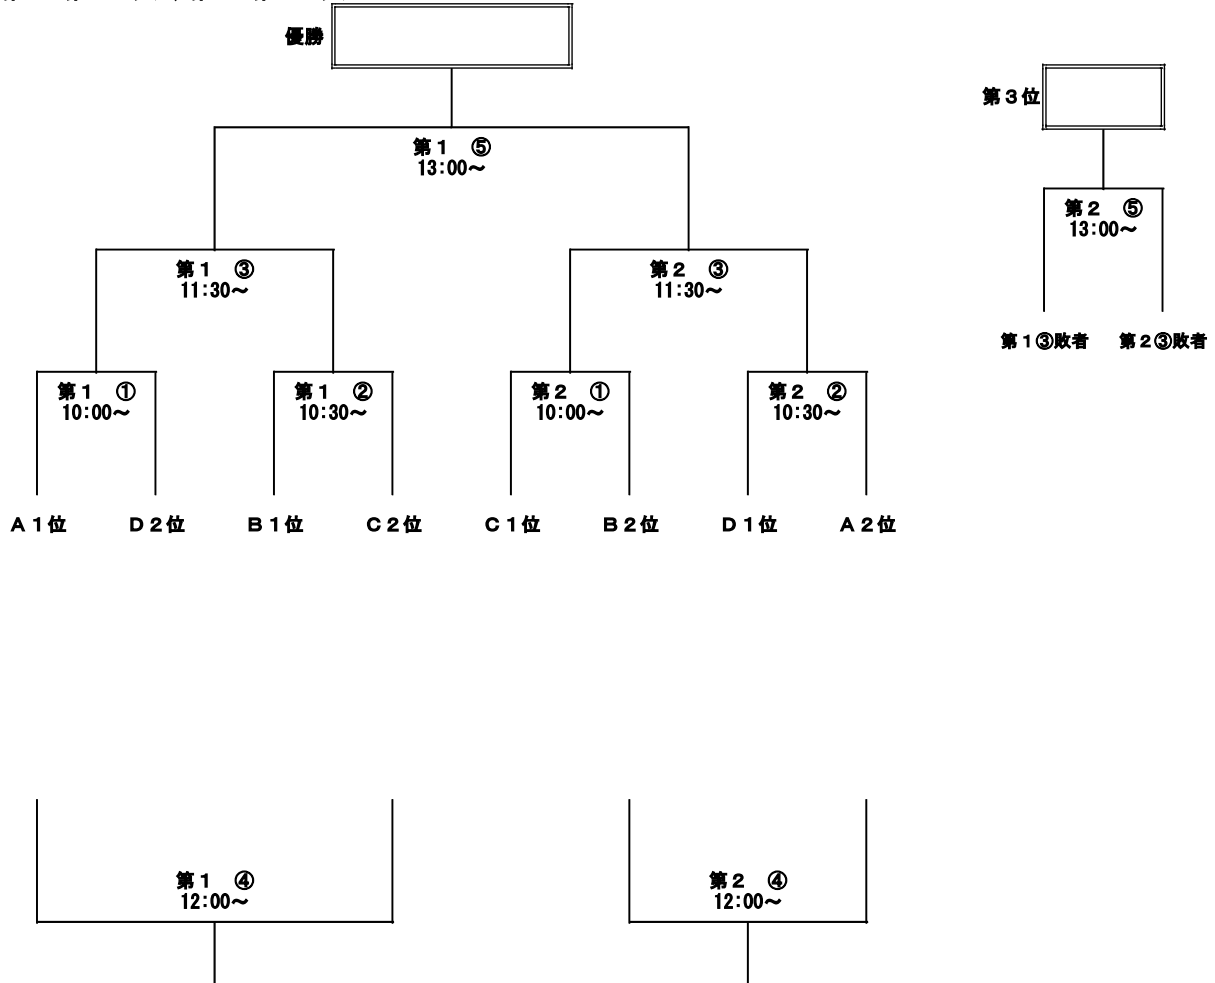 優勝
第３位
第１　⑤
13:00～
第２　⑤
13:00～
第１　③
11:30～
第２　③
11:30～
第１③敗者
第２③敗者
第１　①
10:00～
第１　②
10:30～
第２　①
10:00～
第２　②
10:30～
Ａ１位
Ｄ２位
Ｂ１位
Ｃ２位
Ｃ１位
Ｂ２位
Ｄ１位
Ａ２位
第１　④
12:00～
第２　④
12:00～